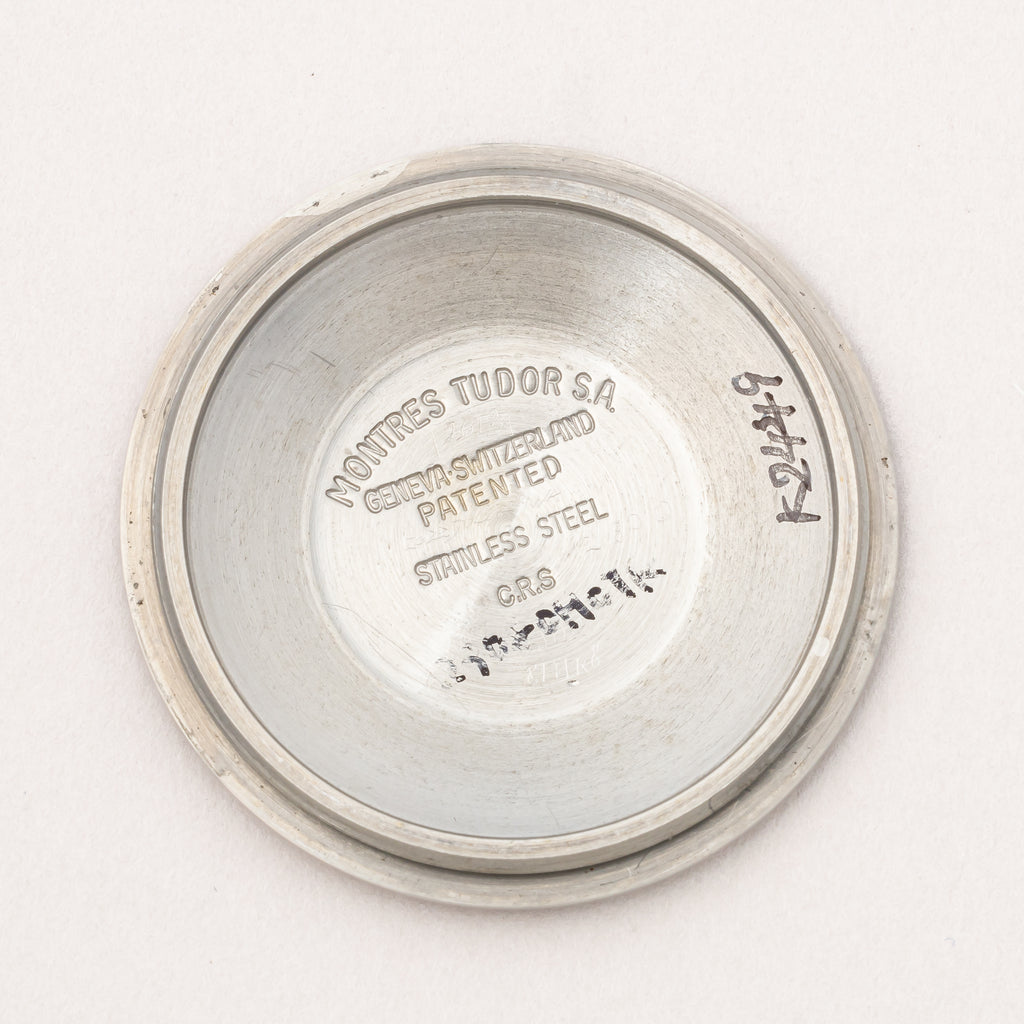 MONTRES TUDOR S.A.
GENEVA·SWITZERLAND
PATENTED
STAINLESS STEEL
C.R.S